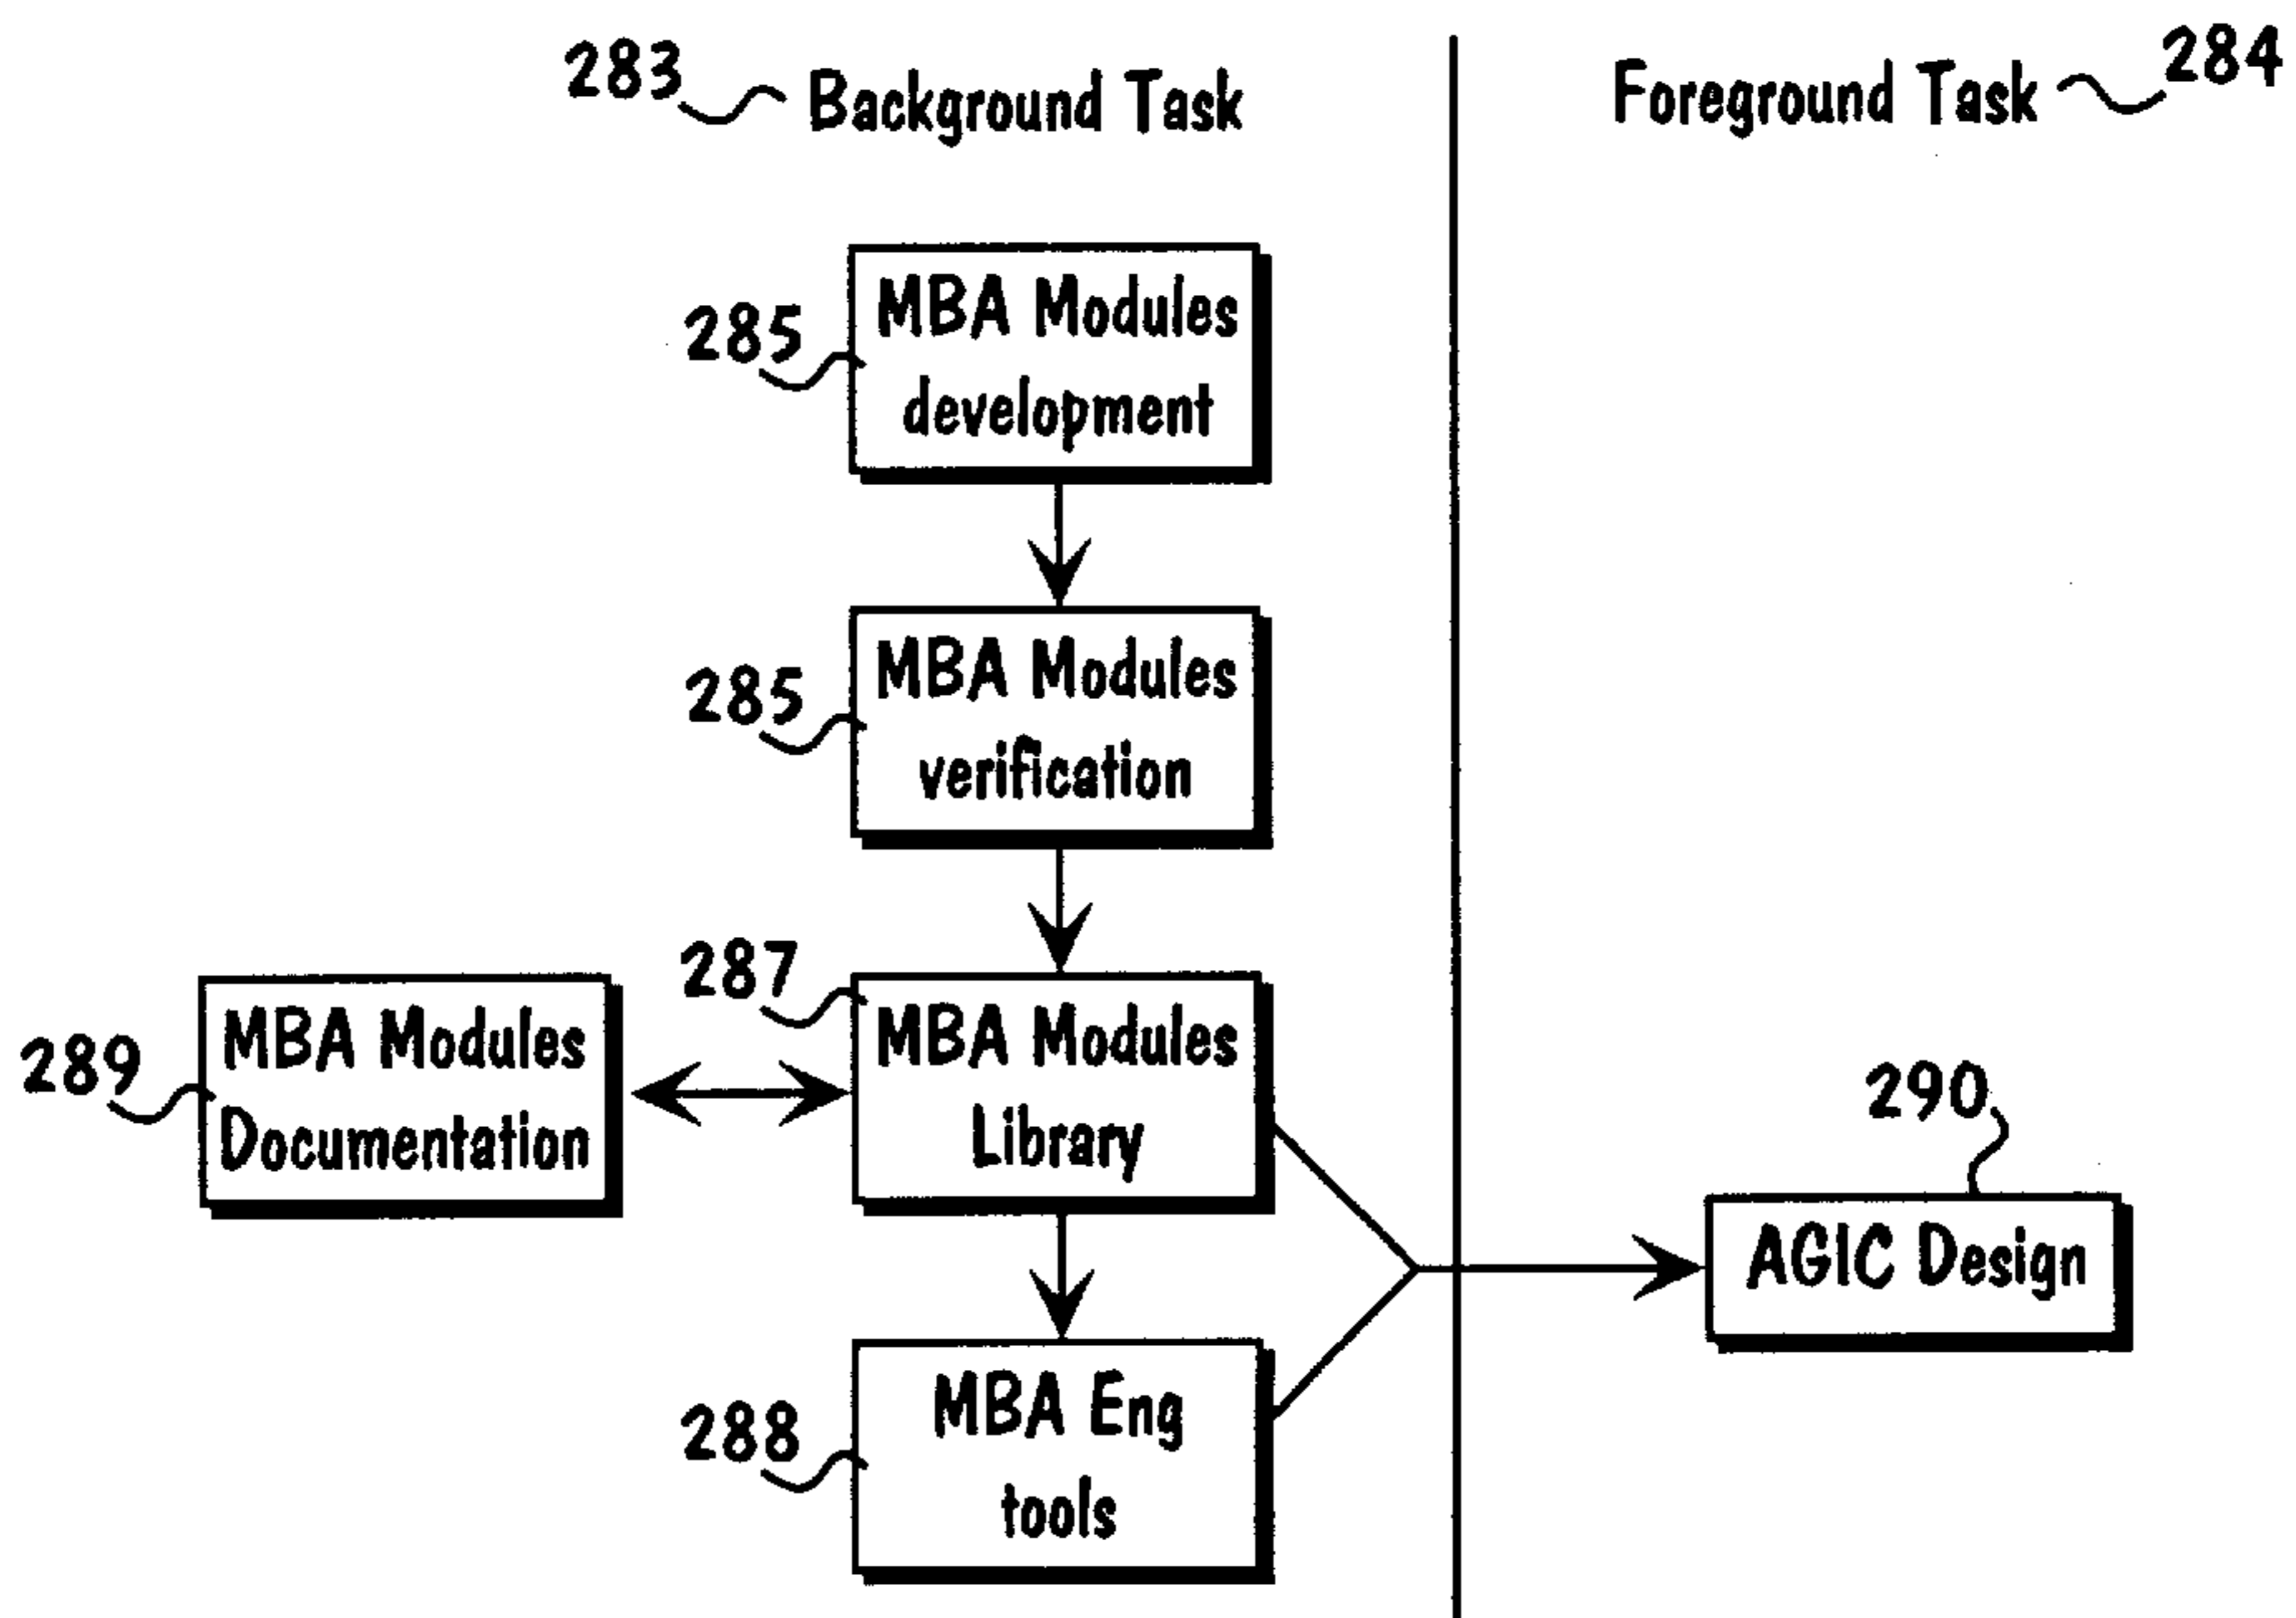 283 Background Task
Foreground Task 284
285
MBA Modules
development
285
MBA Modules
verification
289
MBA Modules
Documentation
287
MBA Modules
Library
290
AGIC Design
288
MBA Eng
tools